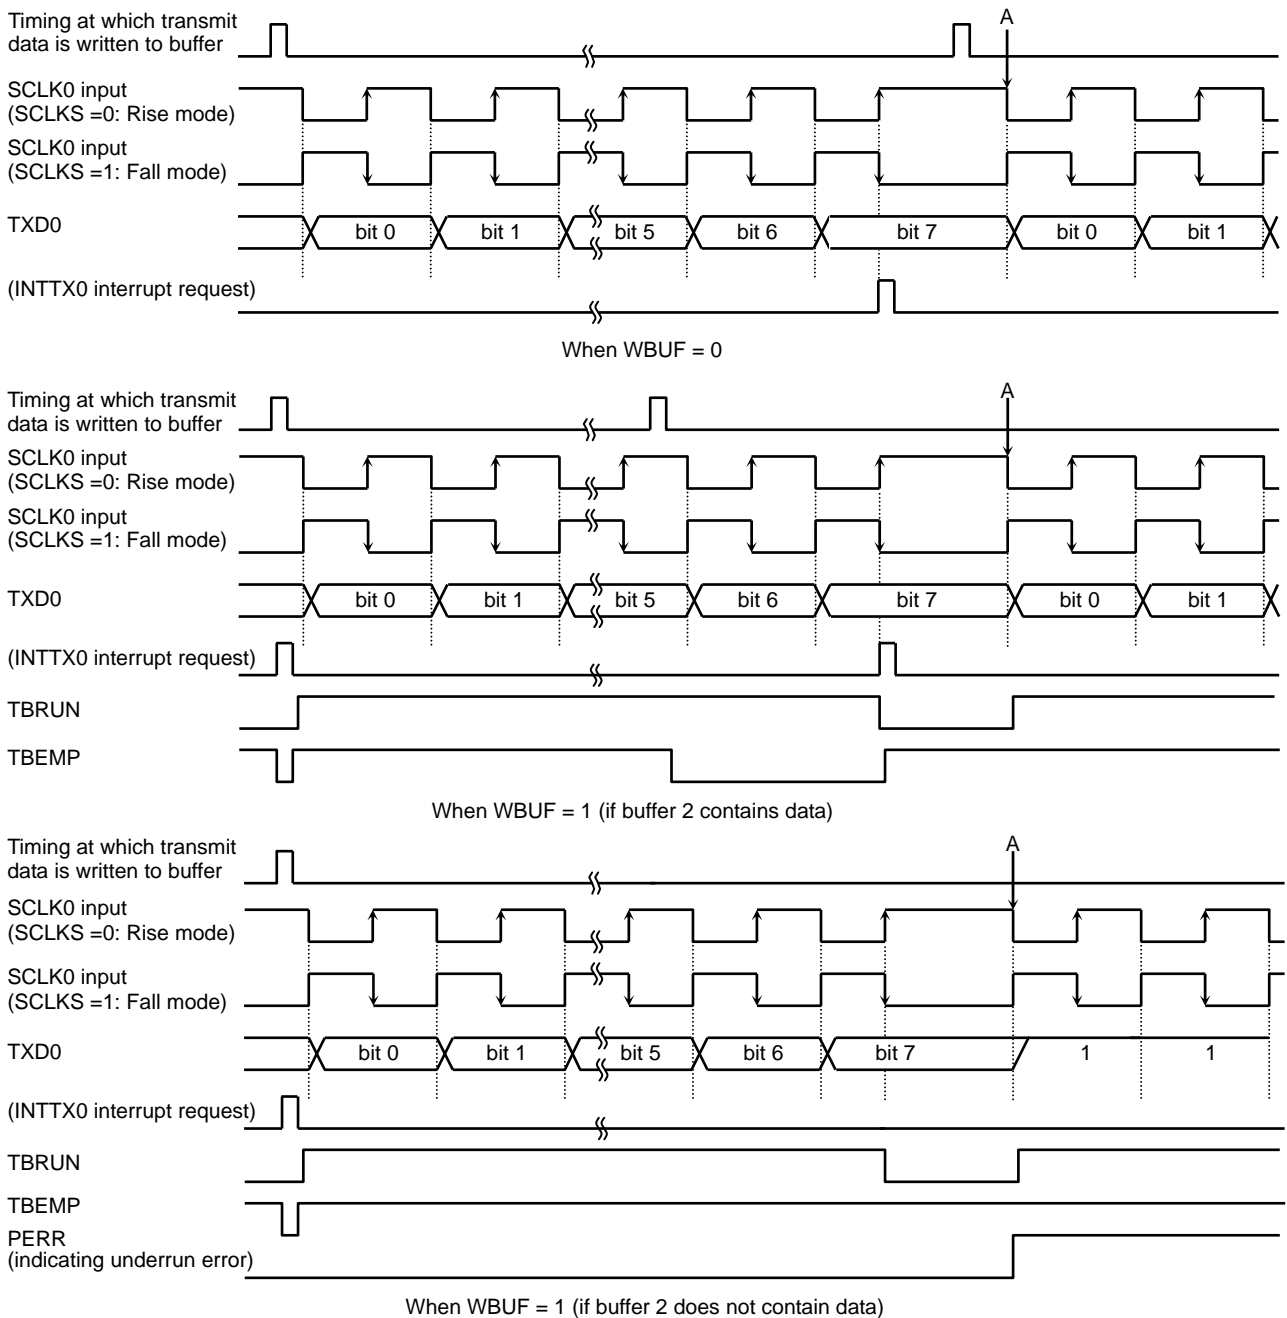 Timing at which transmit
data is written to buffer
A
SCLK0 input
(SCLKS =0: Rise mode)
SCLK0 input
(SCLKS =1: Fall mode)
TXD0
bit 0 bit 1 bit 5 bit 6 bit 7 bit 0 bit 1
(INTTX0 interrupt request)
When WBUF = 0
Timing at which transmit
data is written to buffer
A
SCLK0 input
(SCLKS =0: Rise mode)
SCLK0 input
(SCLKS =1: Fall mode)
TXD0
bit 0 bit 1 bit 5 bit 6 bit 7 bit 0 bit 1
(INTTX0 interrupt request)
TBRUN
TBEMP
When WBUF = 1 (if buffer 2 contains data)
Timing at which transmit
data is written to buffer
A
SCLK0 input
(SCLKS =0: Rise mode)
SCLK0 input
(SCLKS =1: Fall mode)
TXD0
bit 0 bit 1 bit 5 bit 6 bit 7 1 1
(INTTX0 interrupt request)
TBRUN
TBEMP
PERR
(indicating underrun error)
When WBUF = 1 (if buffer 2 does not contain data)